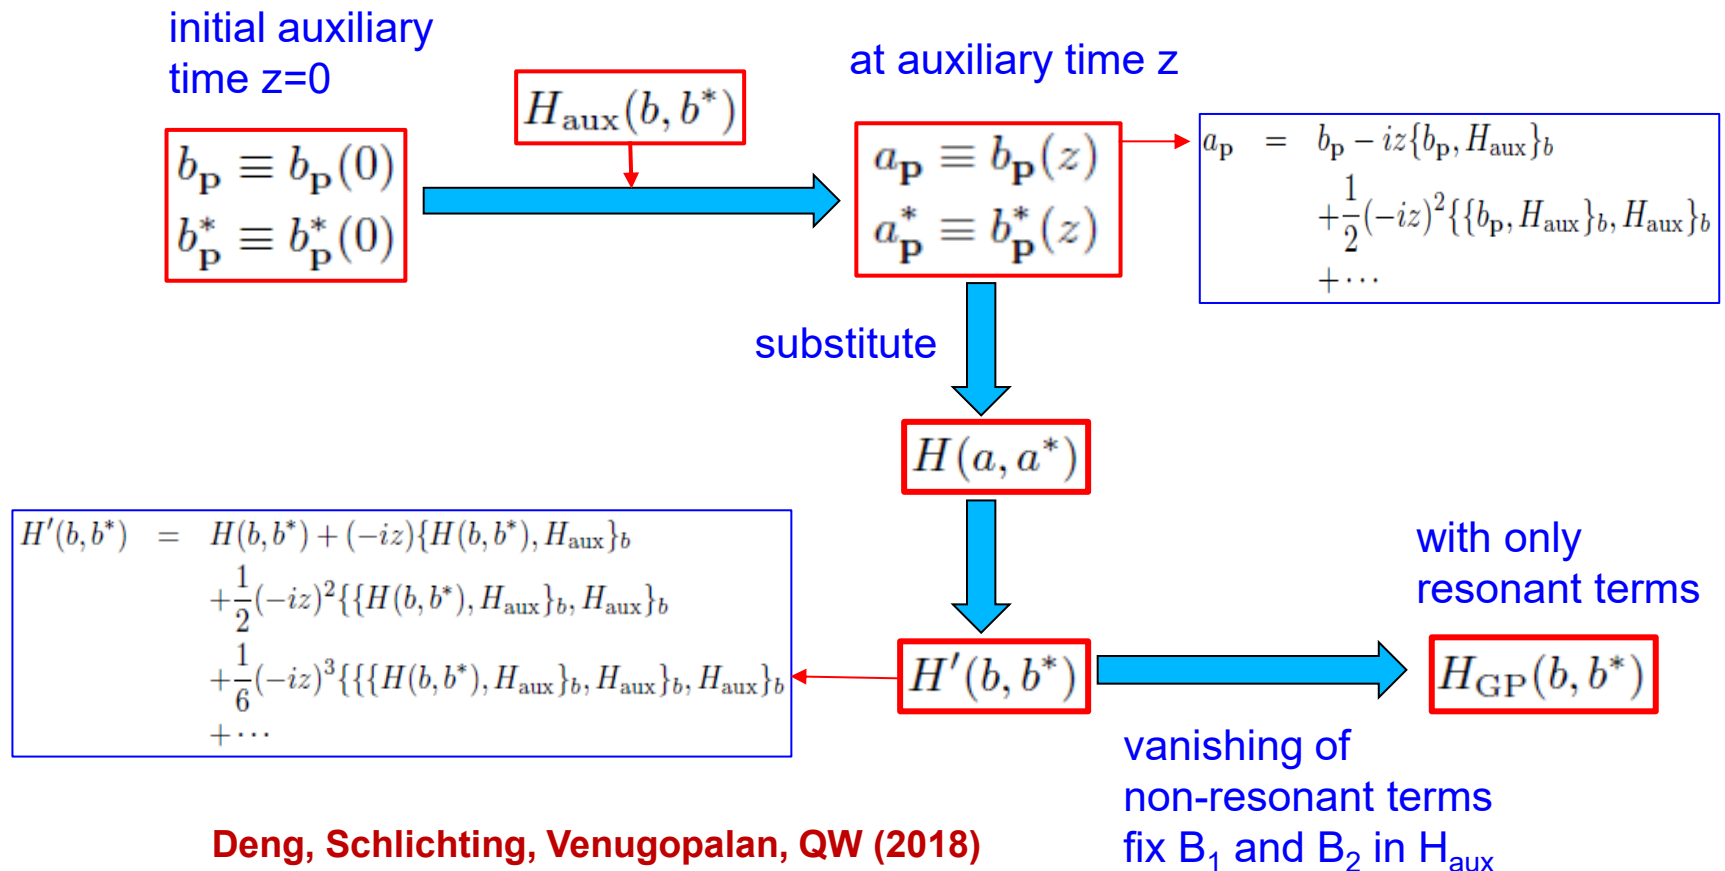 initial auxiliary
time z=0
H_aux(b, b*)
at auxiliary time z
b_p ≡ b_p(0)
b*_p ≡ b*_p(0)
a_p ≡ b_p(z)
a*_p ≡ b*_p(z)
a_p = b_p − iz{b_p, H_aux}_b
+ 1/2 (−iz)^2 {{b_p, H_aux}_b, H_aux}_b
+ ···
substitute
H(a, a*)
H′(b, b*) = H(b, b*) + (−iz){H(b, b*), H_aux}_b
+ 1/2 (−iz)^2 {{H(b, b*), H_aux}_b, H_aux}_b
+ 1/6 (−iz)^3 {{{H(b, b*), H_aux}_b, H_aux}_b, H_aux}_b
+ ···
H′(b, b*)
with only
resonant terms
H_GP(b, b*)
vanishing of
non-resonant terms
fix B₁ and B₂ in H_aux
Deng, Schlichting, Venugopalan, QW (2018)